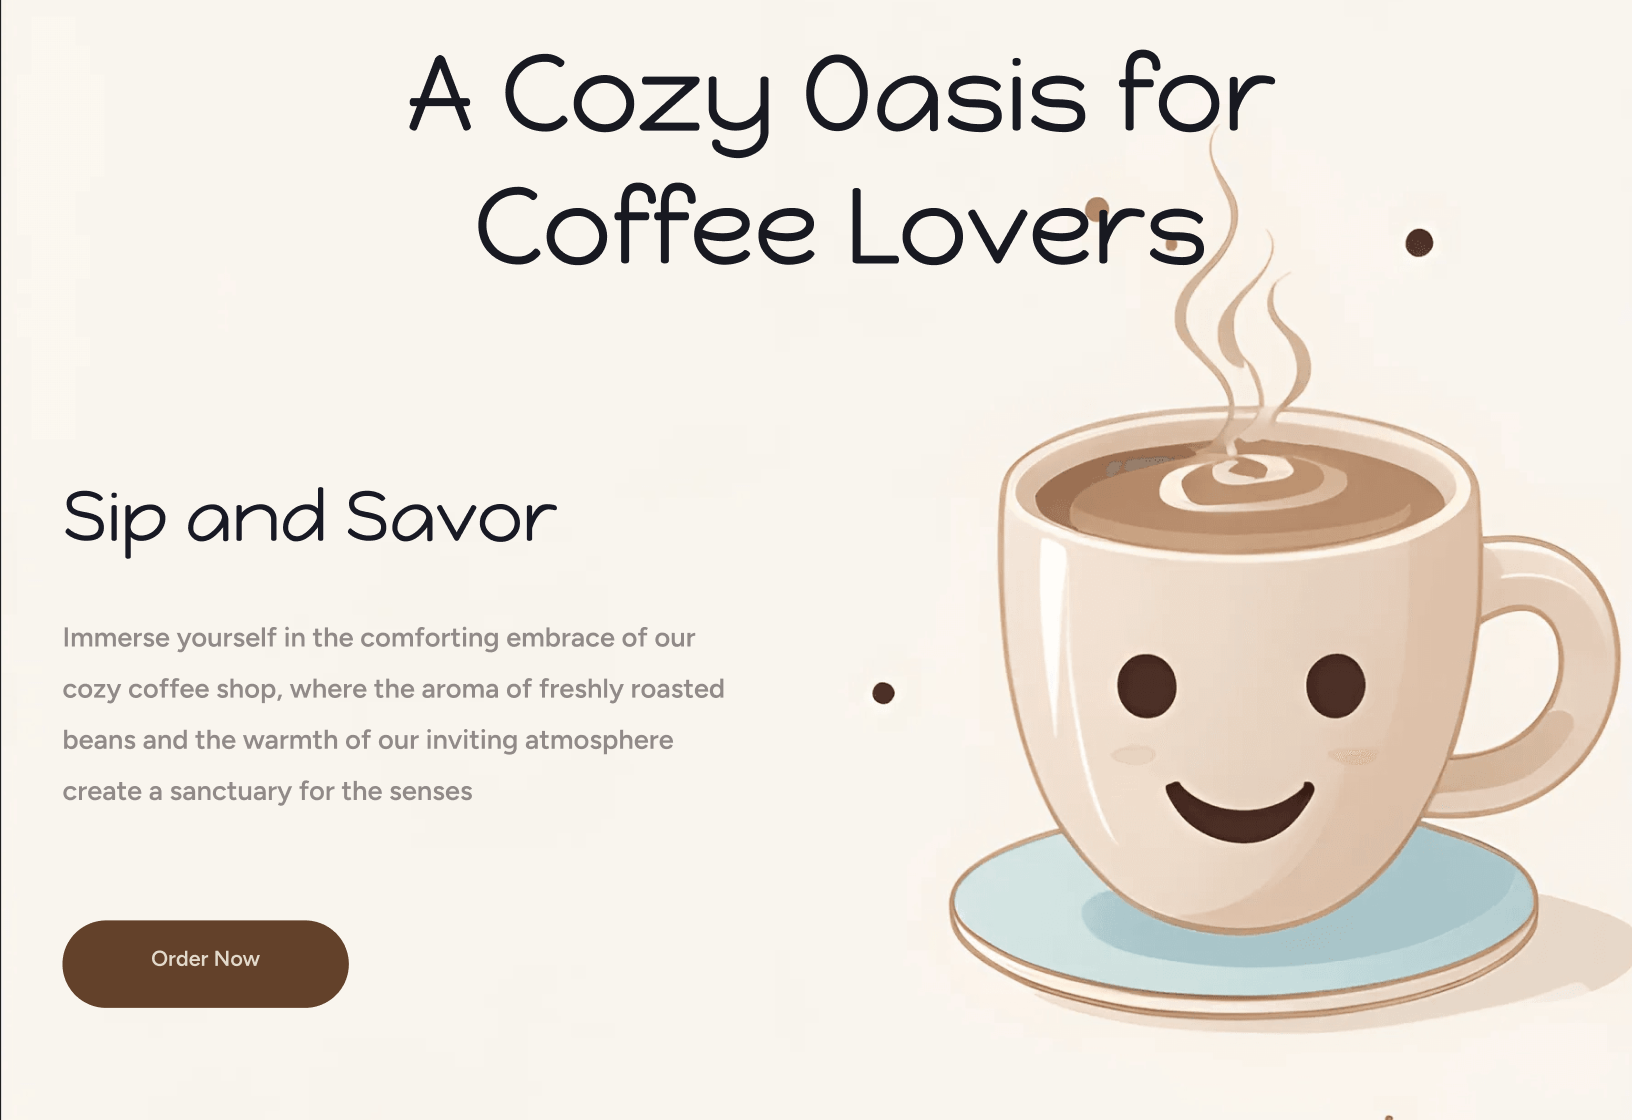 A Cozy Oasis for
Coffee Lovers
Sip and Savor
Immerse yourself in the comforting embrace of our
cozy coffee shop, where the aroma of freshly roasted
beans and the warmth of our inviting atmosphere
create a sanctuary for the senses
Order Now